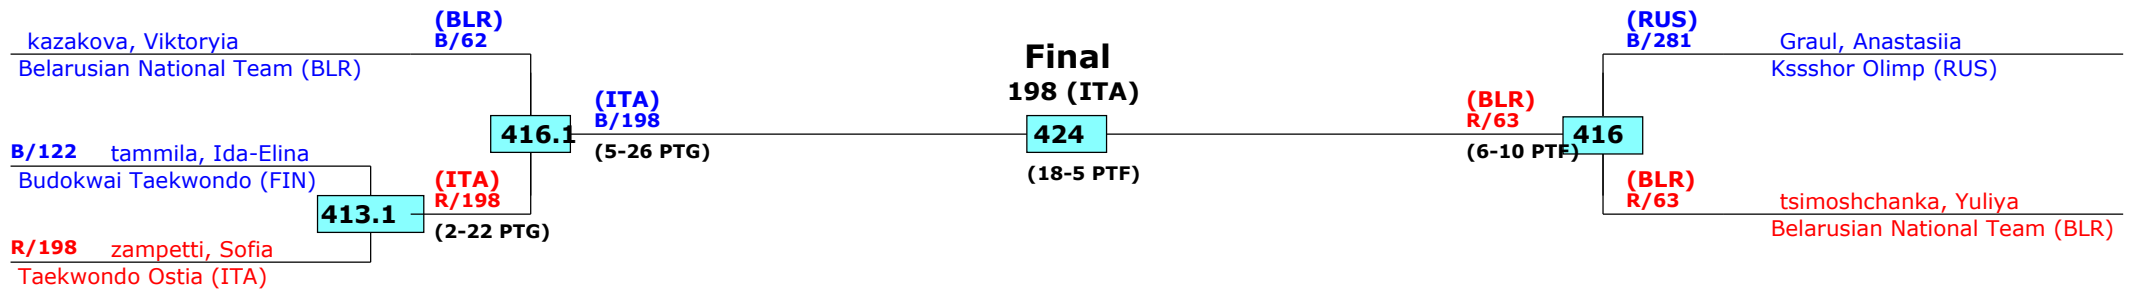 (BLR)
B/62
kazakova, Viktoryia
Belarusian National Team (BLR)
B/122 tammila, Ida-Elina
Budokwai Taekwondo (FIN)
413.1
R/198 zampetti, Sofia
Taekwondo Ostia (ITA)
(ITA)
R/198
(2-22 PTG)
416.1
(ITA)
B/198
(5-26 PTG)
Final
198 (ITA)
424
(18-5 PTF)
(BLR)
R/63
(6-10 PTF)
416
(RUS)
B/281
Graul, Anastasiia
Kssshor Olimp (RUS)
(BLR)
R/63
tsimoshchanka, Yuliya
Belarusian National Team (BLR)